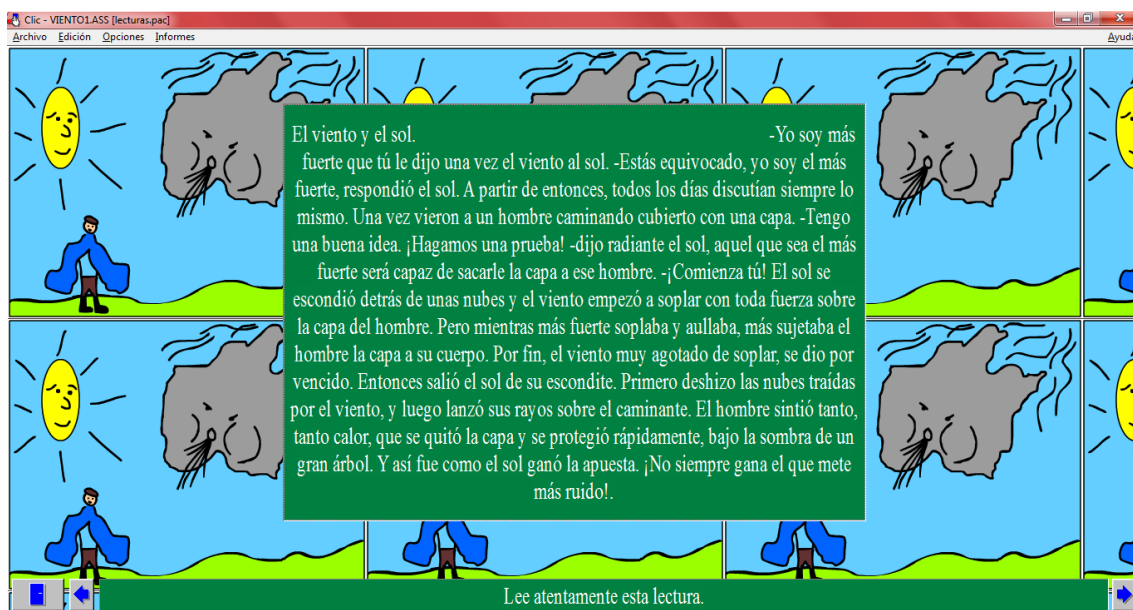 Clic - VIENTO1.ASS [lecturas.pac]
Archivo Edición Opciones Informes Ayuda
El viento y el sol. -Yo soy más
fuerte que tú le dijo una vez el viento al sol. -Estás equivocado, yo soy el más
fuerte, respondió el sol. A partir de entonces, todos los días discutían siempre lo
mismo. Una vez vieron a un hombre caminando cubierto con una capa. -Tengo
una buena idea. ¡Hagamos una prueba! -dijo radiante el sol, aquel que sea el más
fuerte será capaz de sacarle la capa a ese hombre. -¡Comienza tú! El sol se
escondió detrás de unas nubes y el viento empezó a soplar con toda fuerza sobre
la capa del hombre. Pero mientras más fuerte soplaba y aullaba, más sujetaba el
hombre la capa a su cuerpo. Por fin, el viento muy agotado de soplar, se dio por
vencido. Entonces salió el sol de su escondite. Primero deshizo las nubes traídas
por el viento, y luego lanzó sus rayos sobre el caminante. El hombre sintió tanto,
tanto calor, que se quitó la capa y se protegió rápidamente, bajo la sombra de un
gran árbol. Y así fue como el sol ganó la apuesta. ¡No siempre gana el que mete
más ruido!.
Lee atentamente esta lectura.